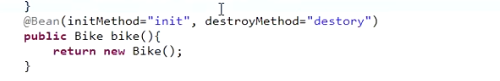 }
@Bean(initMethod="init", destroyMethod="destory")
public Bike bike(){
return new Bike();
}